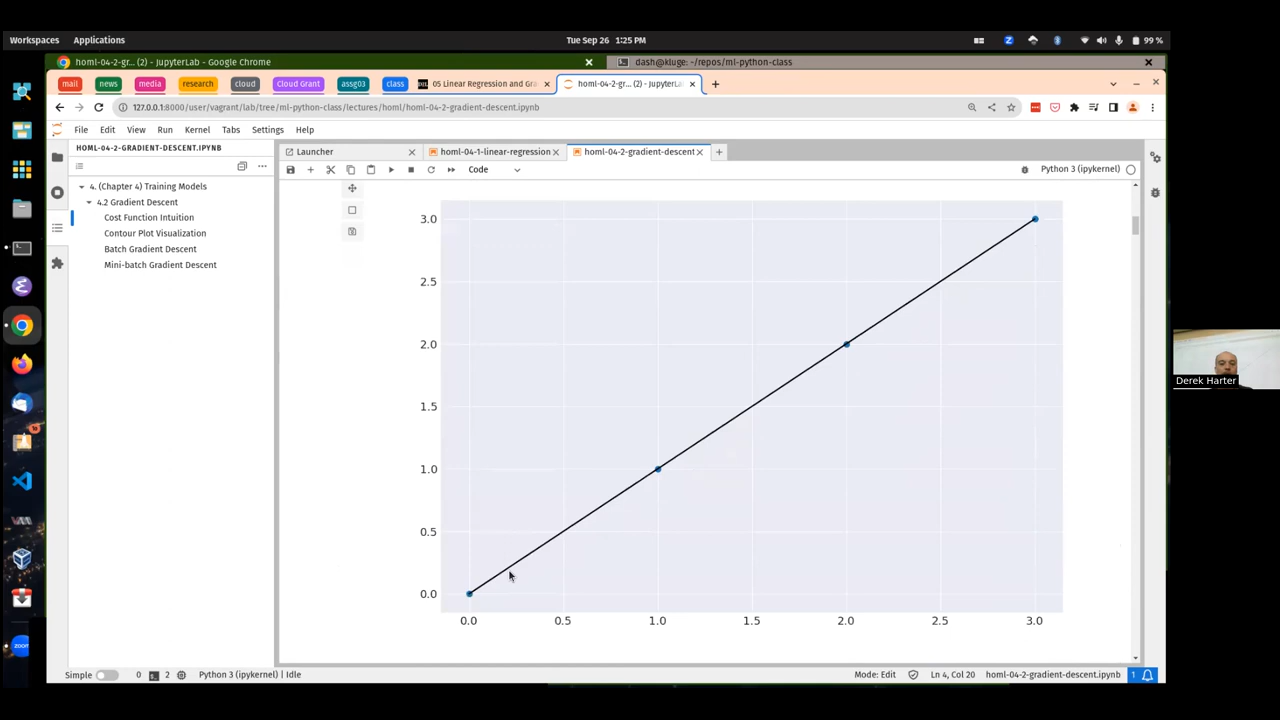 Workspaces
Applications
Tue Sep 26 1:25 PM
99 %
homl-04-2-gr... (2) - JupyterLab - Google Chrome
dash@kluge: ~/repos/ml-python-class
mail
news
media
research
cloud
Cloud Grant
assg03
class
05 Linear Regression and Gra
homl-04-2-gr... (2) - JupyterLa
127.0.0.1:8000/user/vagrant/lab/tree/ml-python-class/lectures/homl/homl-04-2-gradient-descent.ipynb
File
Edit
View
Run
Kernel
Tabs
Settings
Help
HOML-04-2-GRADIENT-DESCENT.IPYNB
Launcher
homl-04-1-linear-regression
homl-04-2-gradient-descent
Code
Python 3 (ipykernel)
4. (Chapter 4) Training Models
4.2 Gradient Descent
Cost Function Intuition
Contour Plot Visualization
Batch Gradient Descent
Mini-batch Gradient Descent
3.0
2.5
2.0
1.5
1.0
0.5
0.0
0.0
0.5
1.0
1.5
2.0
2.5
3.0
Derek Harter
16
zoom
Simple
0
2
Python 3 (ipykernel) | Idle
Mode: Edit
Ln 4, Col 20
homl-04-2-gradient-descent.ipynb
1